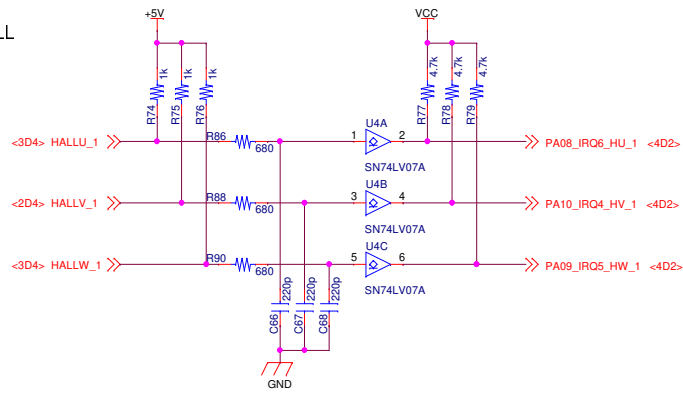 LL
+5V
VCC
1k
1k
1k
4.7k
4.7k
4.7k
R74
R75
R76
R77
R78
R79
U4A
<3D4> HALLU_1
R86
680
1
2
PA08_IRQ6_HU_1 <4D2>
SN74LV07A
U4B
<2D4> HALLV_1
R88
680
3
4
PA10_IRQ4_HV_1 <4D2>
SN74LV07A
U4C
<3D4> HALLW_1
R90
680
5
6
PA09_IRQ5_HW_1 <4D2>
SN74LV07A
220p
220p
220p
C66
C67
C68
GND